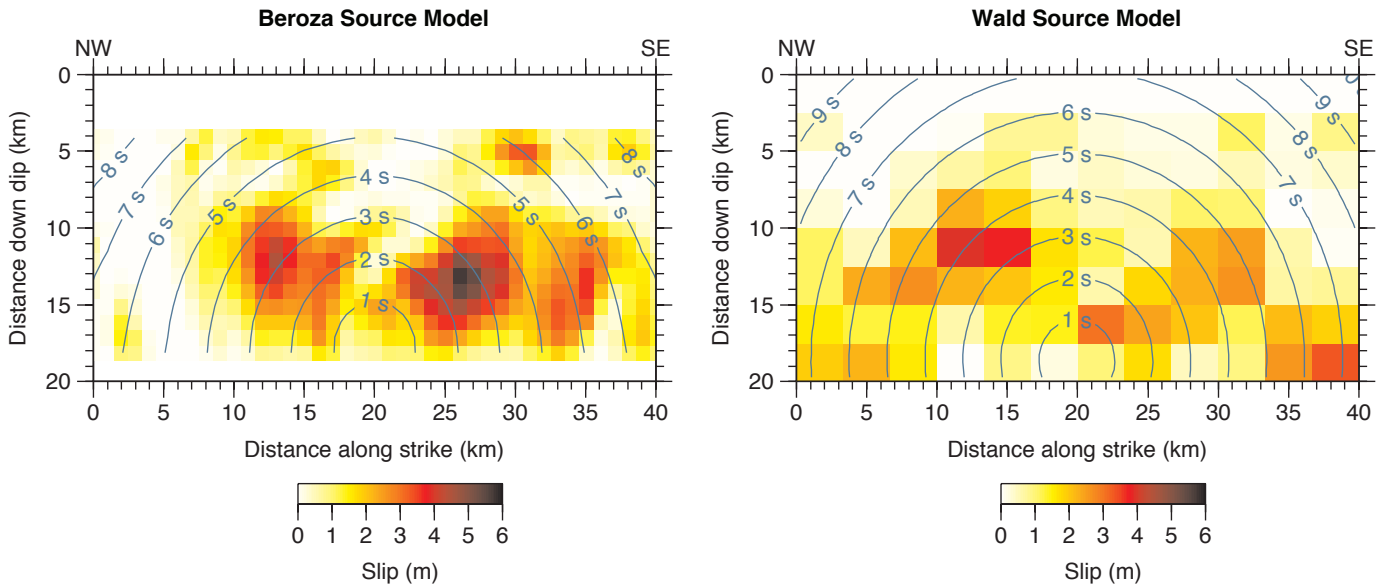 Beroza Source Model
NW SE
0
5
10
15
20
Distance down dip (km)
8 s 7 s 6 s 5 s 4 s 3 s 2 s 1 s 5 s 6 s 7 s 8 s
0 5 10 15 20 25 30 35 40
Distance along strike (km)
0 1 2 3 4 5 6
Slip (m)
Wald Source Model
NW SE
0
5
10
15
20
Distance down dip (km)
9 s 8 s 7 s 6 s 5 s 4 s 3 s 2 s 1 s 7 s 8 s 9 s
0 5 10 15 20 25 30 35 40
Distance along strike (km)
0 1 2 3 4 5 6
Slip (m)